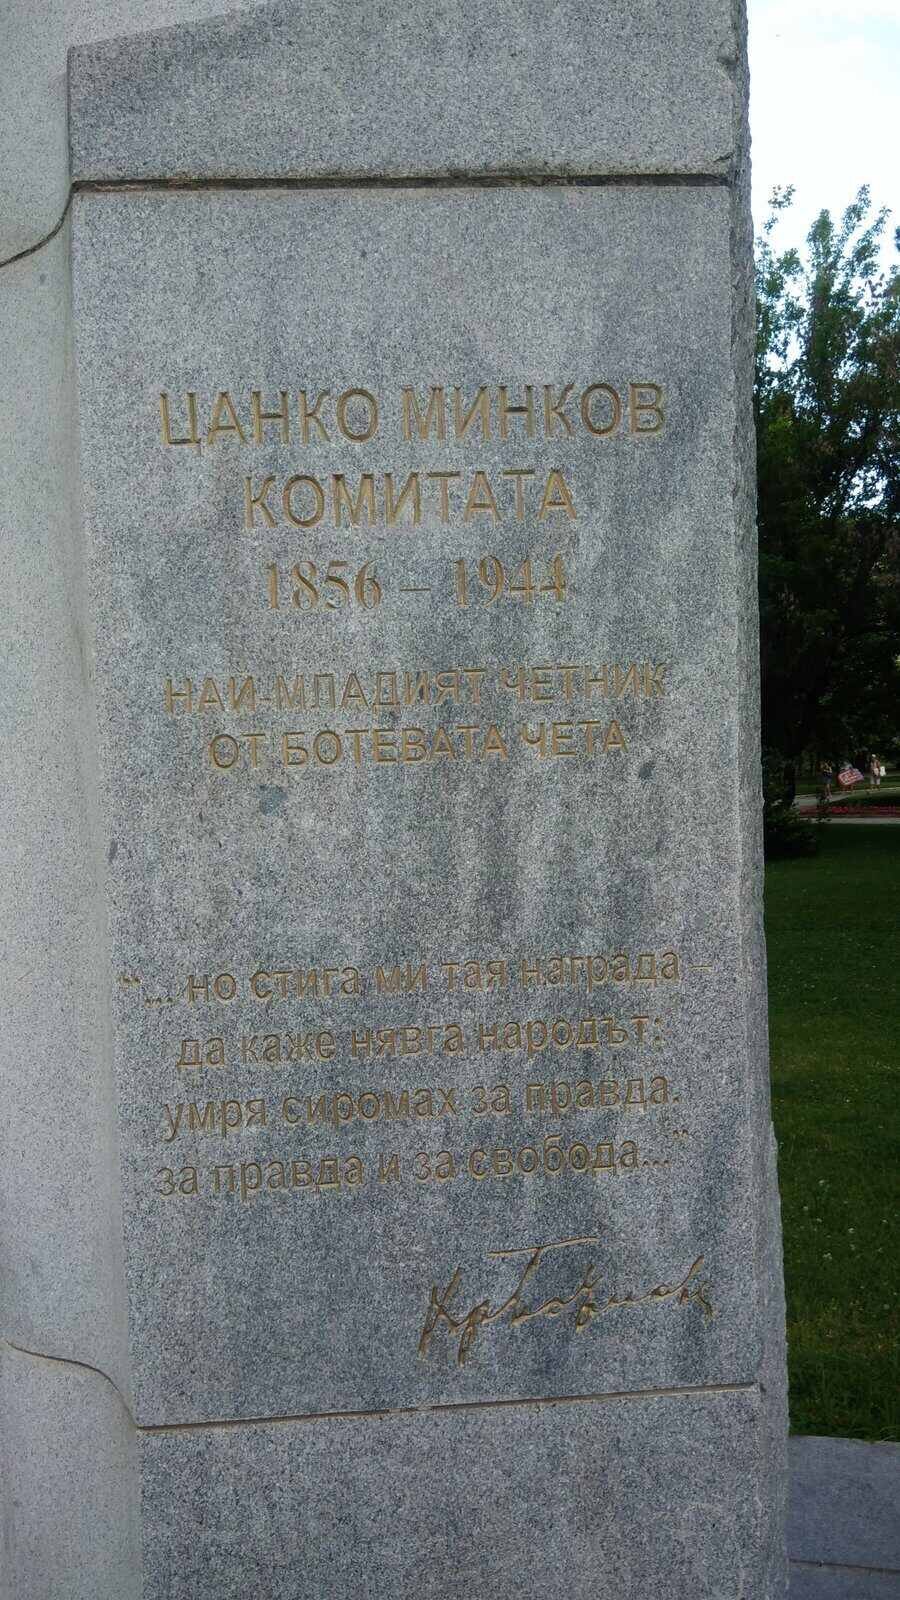 ЦАНКО МИНКОВ
КОМИТАТА
1856 – 1944
НАЙ-МЛАДИЯТ ЧЕТНИК
ОТ БОТЕВАТА ЧЕТА
“... но стига ми тая награда –
да каже нявга народът:
умря сиромах за правда.
за правда и за свобода...”